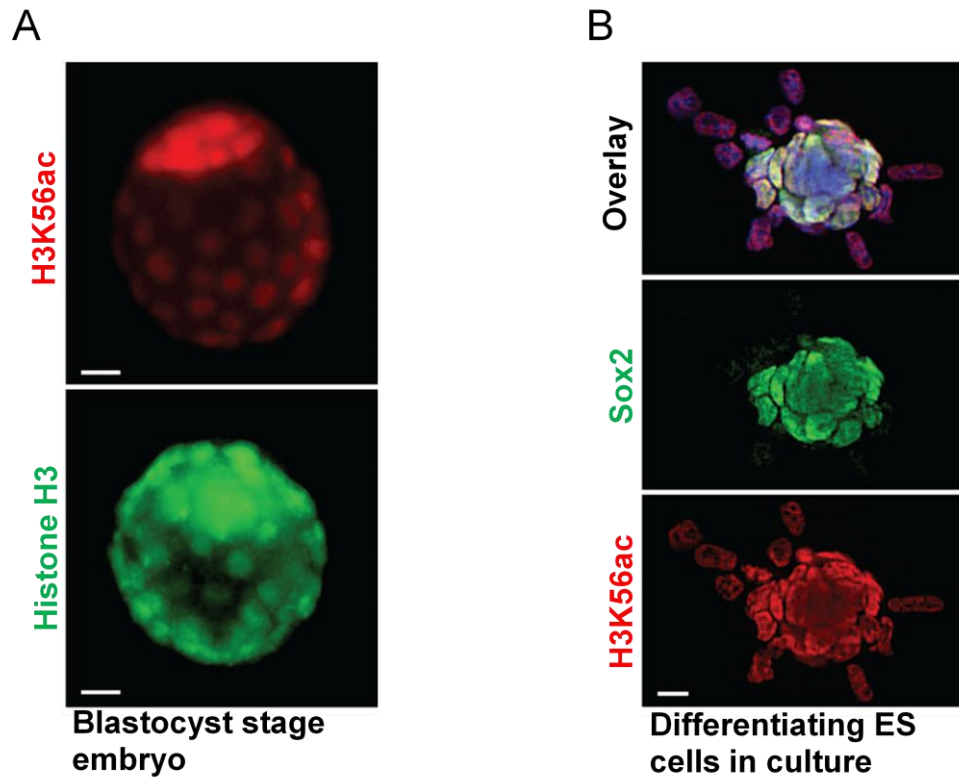 A
H3K56ac
Histone H3
Blastocyst stage
embryo
B
Overlay
Sox2
H3K56ac
Differentiating ES
cells in culture